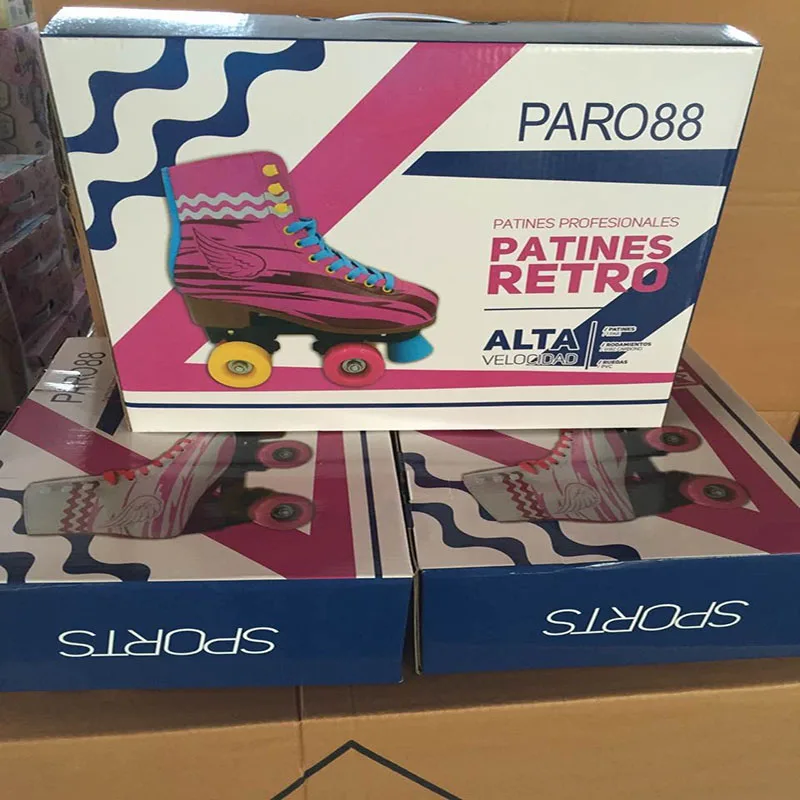 PARO88
PATINES PROFESIONALES
PATINES
RETRO
ALTA
VELOCIDAD
PATINES
RODAMIENTOS
RUEDAS
PVC
PARO88
SPORTS
SPORTS